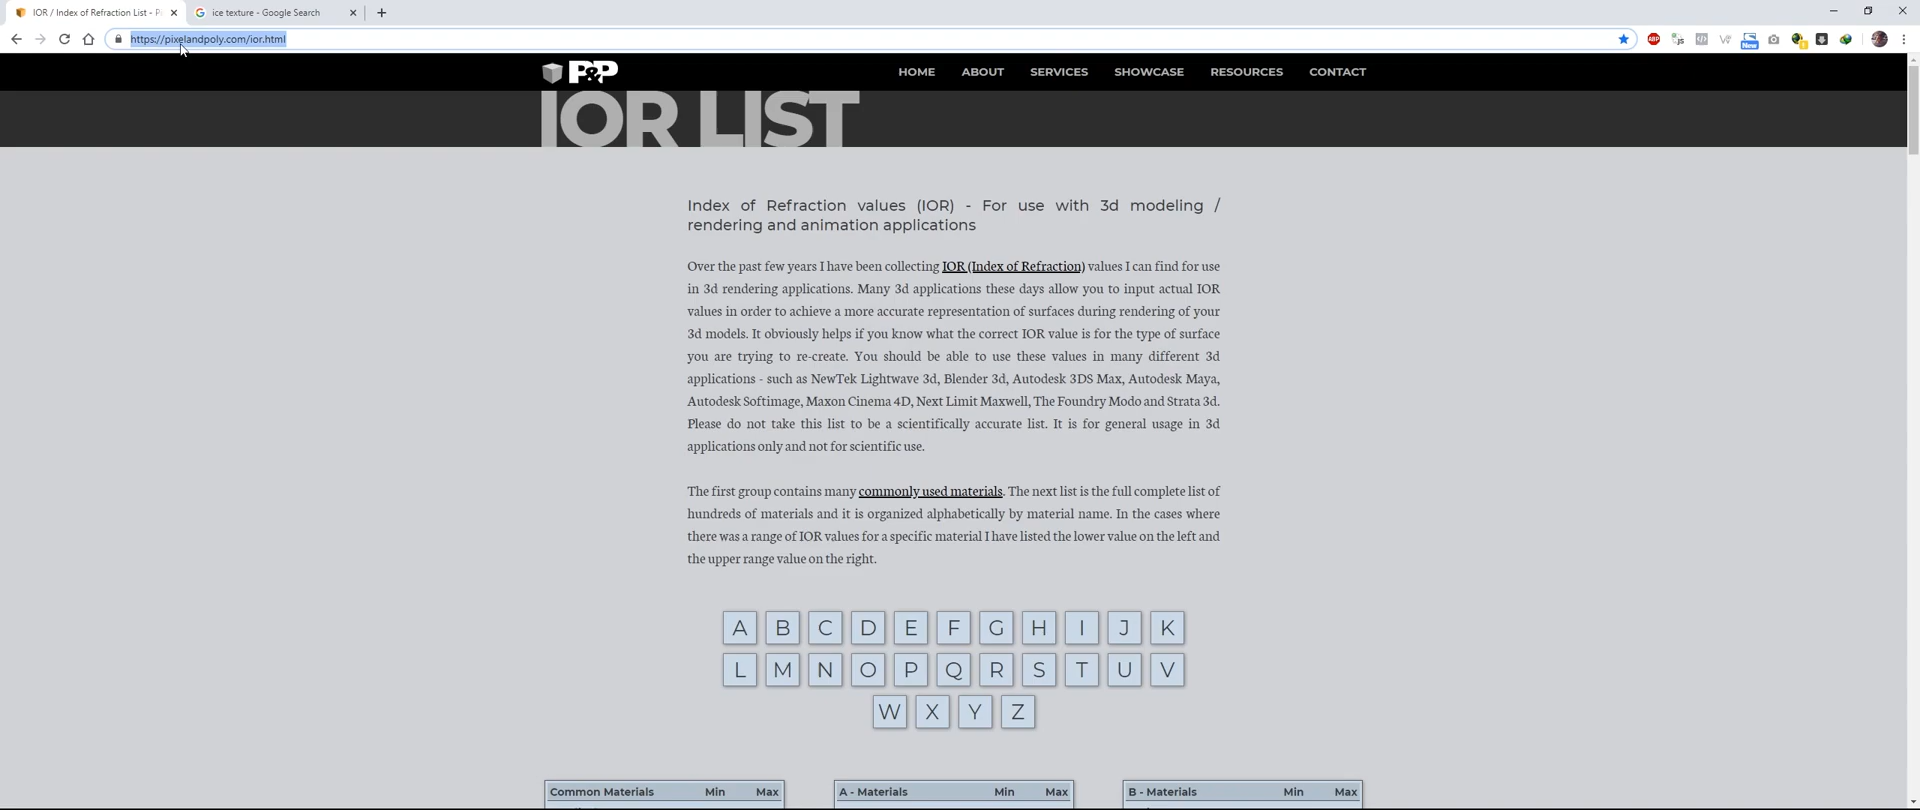 IOR / Index of Refraction List - P
ice texture - Google Search
https://pixelandpoly.com/ior.html
ABP
New
P&P
HOME ABOUT SERVICES SHOWCASE RESOURCES CONTACT
IOR LIST
Index of Refraction values (IOR) - For use with 3d modeling /
rendering and animation applications
Over the past few years I have been collecting IOR (Index of Refraction) values I can find for use
in 3d rendering applications. Many 3d applications these days allow you to input actual IOR
values in order to achieve a more accurate representation of surfaces during rendering of your
3d models. It obviously helps if you know what the correct IOR value is for the type of surface
you are trying to re-create. You should be able to use these values in many different 3d
applications - such as NewTek Lightwave 3d, Blender 3d, Autodesk 3DS Max, Autodesk Maya,
Autodesk Softimage, Maxon Cinema 4D, Next Limit Maxwell, The Foundry Modo and Strata 3d.
Please do not take this list to be a scientifically accurate list. It is for general usage in 3d
applications only and not for scientific use.
The first group contains many commonly used materials. The next list is the full complete list of
hundreds of materials and it is organized alphabetically by material name. In the cases where
there was a range of IOR values for a specific material I have listed the lower value on the left and
the upper range value on the right.
A B C D E F G H I J K
L M N O P Q R S T U V
W X Y Z
Common Materials Min Max
A - Materials Min Max
B - Materials Min Max